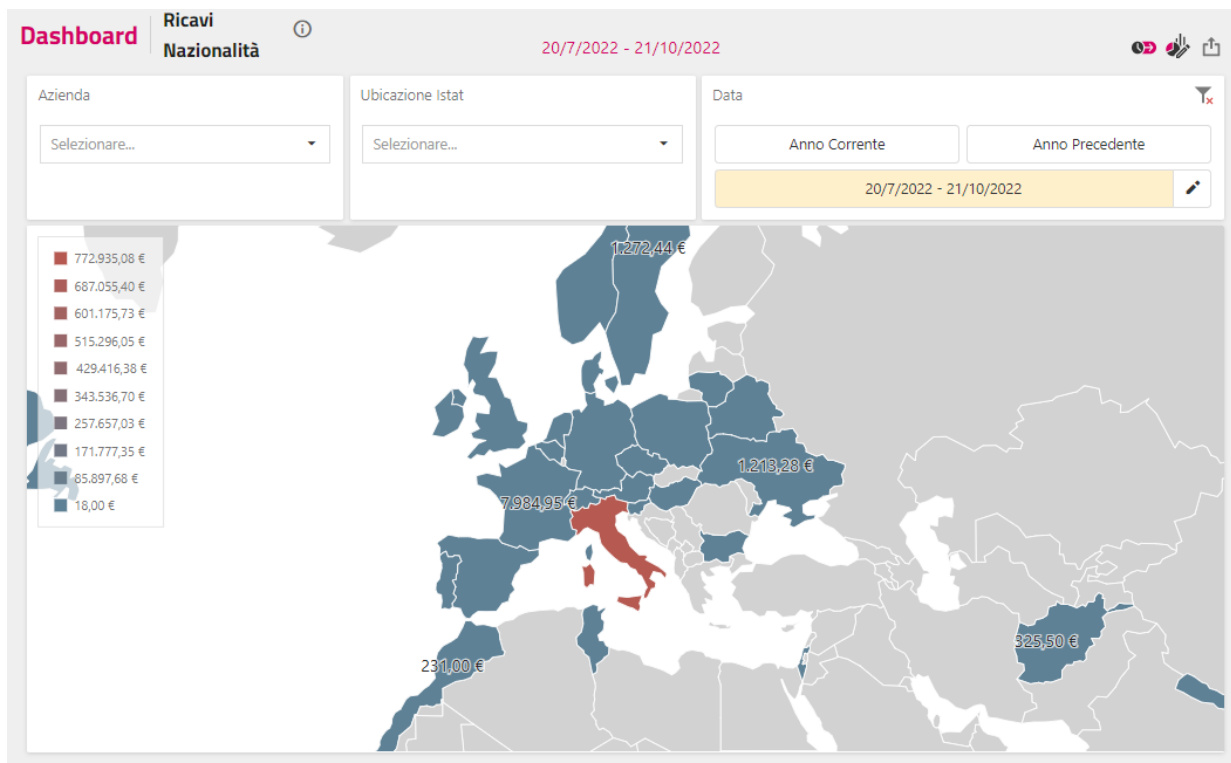 Dashboard
Ricavi
Nazionalità
20/7/2022 - 21/10/2022
Azienda
Ubicazione Istat
Data
Selezionare...
Selezionare...
Anno Corrente
Anno Precedente
20/7/2022 - 21/10/2022
772.935,08 €
687.055,40 €
601.175,73 €
515.296,05 €
429.416,38 €
343.536,70 €
257.657,03 €
171.777,35 €
85.897,68 €
18,00 €
1.272,44 €
1.213,28 €
7.984,95 €
325,50 €
231,00 €